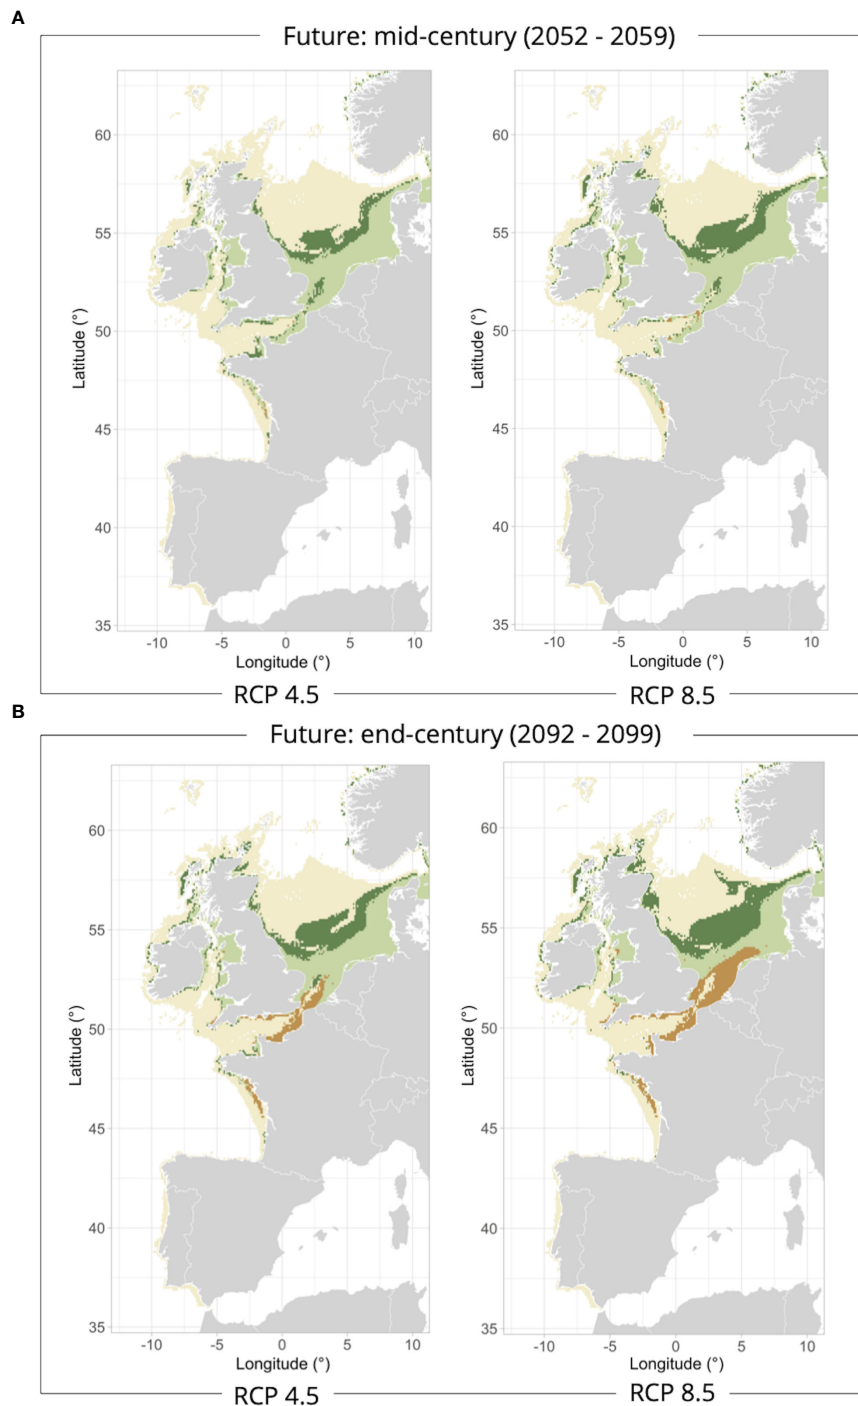 A
Future: mid-century (2052 - 2059)
60
55
50
45
40
35
Latitude (°)
-10 -5 0 5 10
Longitude (°)
RCP 4.5
60
55
50
45
40
35
Latitude (°)
-10 -5 0 5 10
Longitude (°)
RCP 8.5
B
Future: end-century (2092 - 2099)
60
55
50
45
40
35
Latitude (°)
-10 -5 0 5 10
Longitude (°)
RCP 4.5
60
55
50
45
40
35
Latitude (°)
-10 -5 0 5 10
Longitude (°)
RCP 8.5